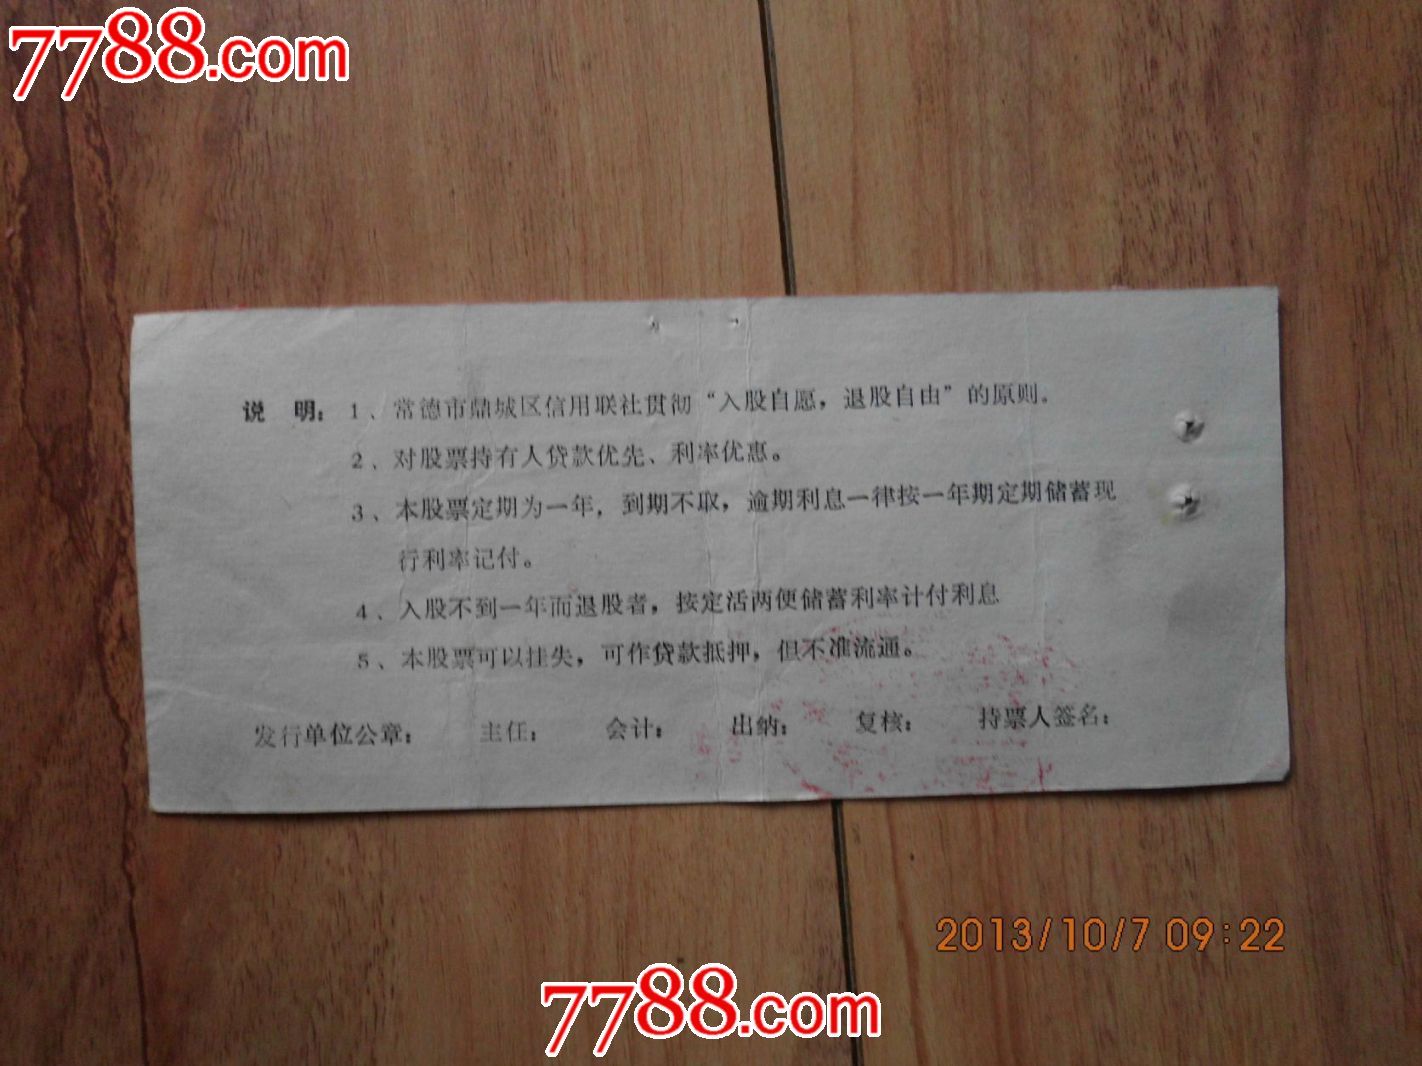 7788.com
说　明：1、常德市鼎城区信用联社贯彻“入股自愿，退股自由”的原则。
2、对股票持有人贷款优先、利率优惠。
3、本股票定期为一年，到期不取，逾期利息一律按一年期定期储蓄现
行利率记付。
4、入股不到一年而退股者，按定活两便储蓄利率计付利息
5、本股票可以挂失，可作贷款抵押，但不准流通。
发行单位公章：　主任：　会计：　出纳：　复核：　持票人签名：
2013/10/7 09:22
7788.com